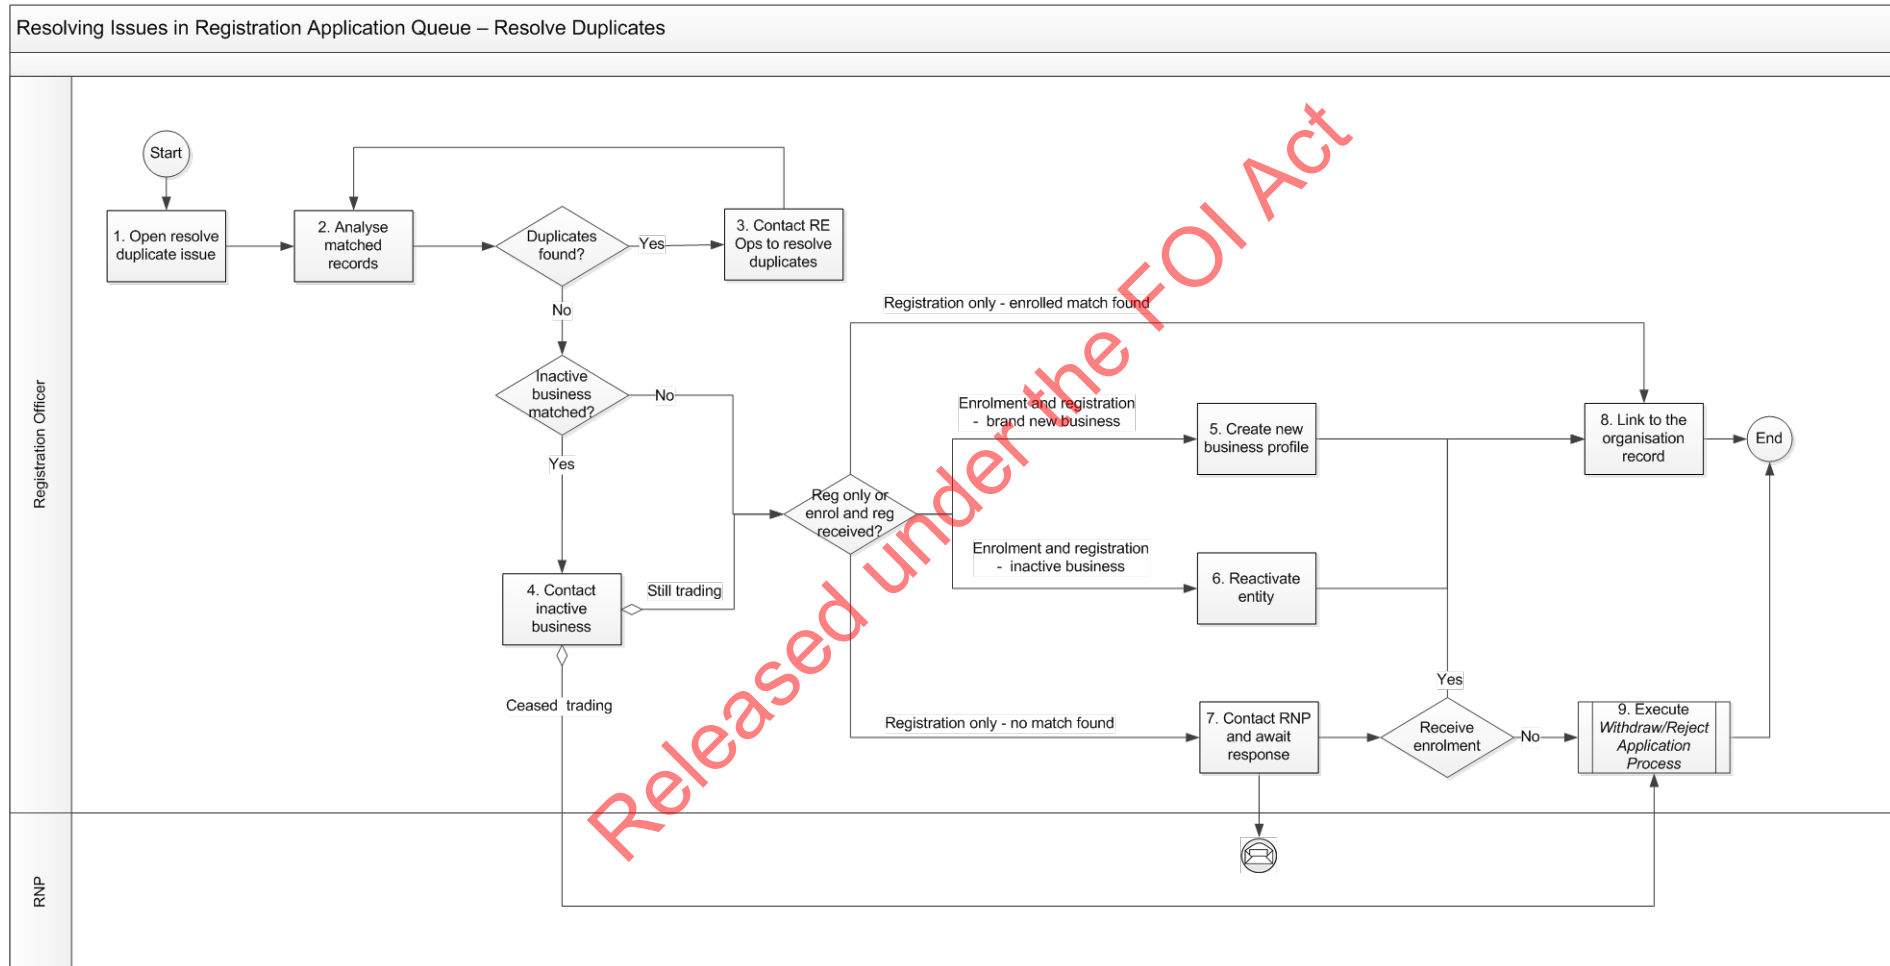 Resolving Issues in Registration Application Queue – Resolve Duplicates
Registration Officer
RNP
Start
1. Open resolve
duplicate issue
2. Analyse
matched
records
Duplicates
found?
Yes
3. Contact RE
Ops to resolve
duplicates
No
Inactive
business
matched?
No
Yes
4. Contact
inactive
business
Still trading
Ceased trading
Reg only or
enrol and reg
received?
Registration only - enrolled match found
Enrolment and registration
- brand new business
5. Create new
business profile
Enrolment and registration
- inactive business
6. Reactivate
entity
Registration only - no match found
7. Contact RNP
and await
response
Receive
enrolment
Yes
No
8. Link to the
organisation
record
End
9. Execute
Withdraw/Reject
Application
Process
Released under the FOI Act